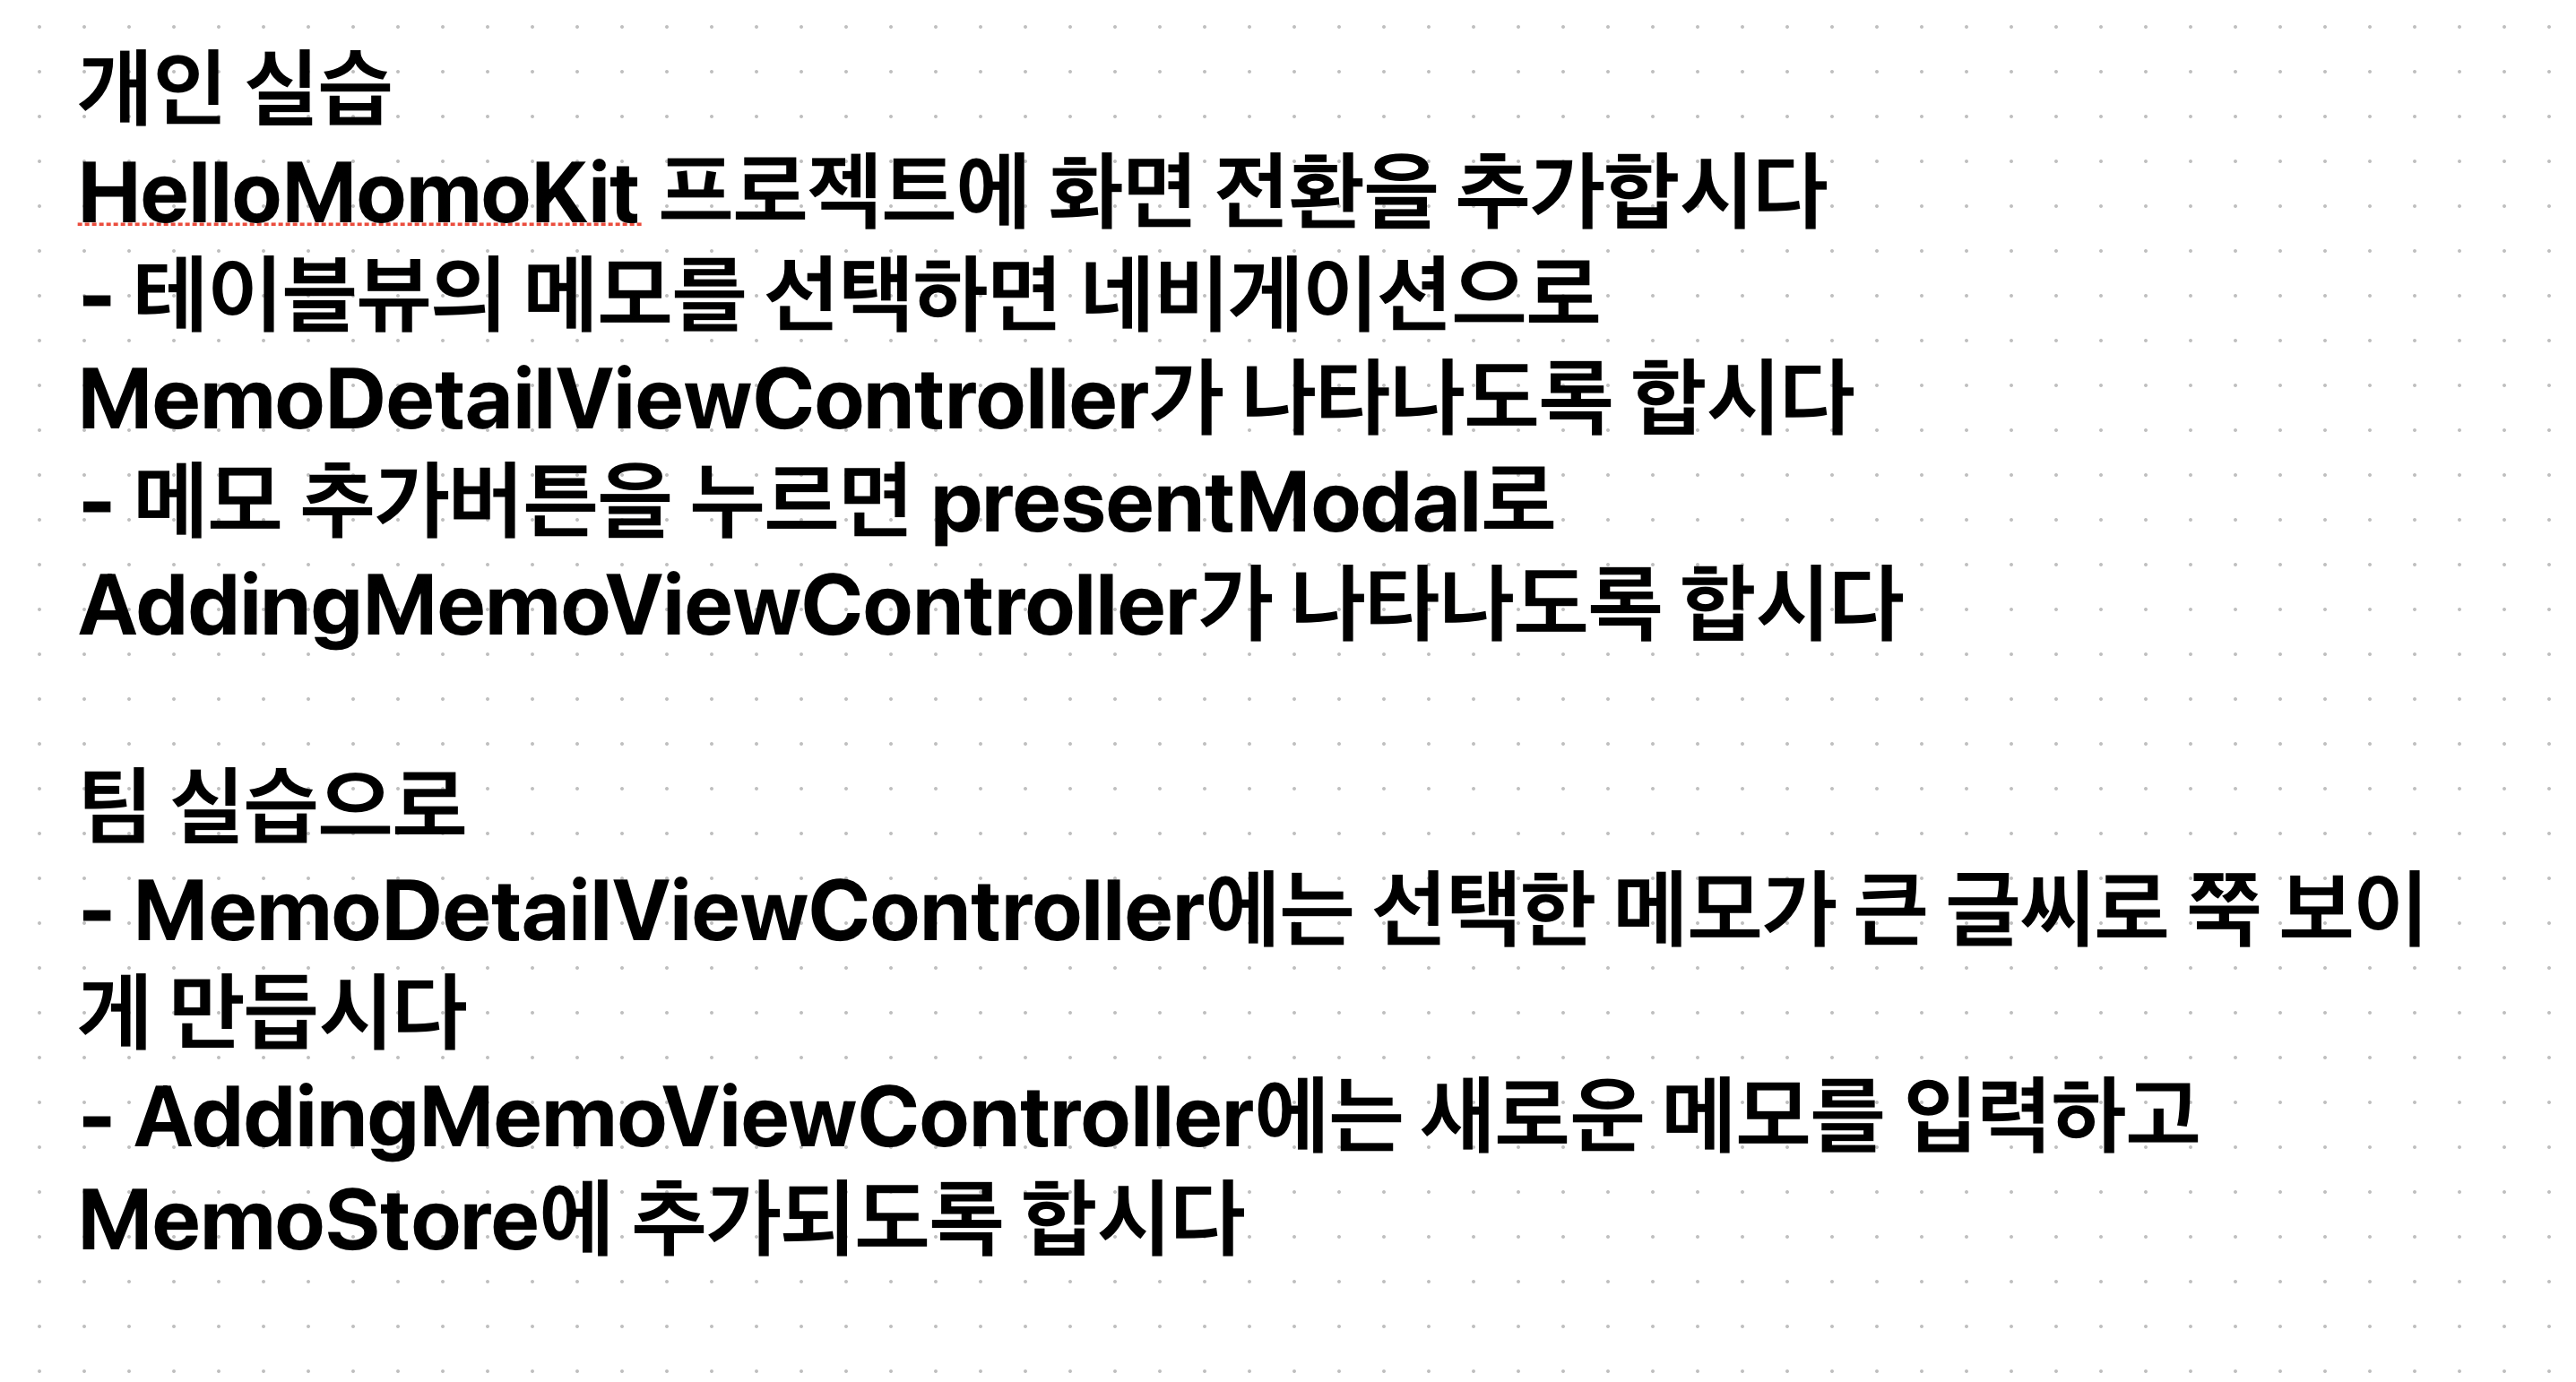 개인 실습
HelloMomoKit 프로젝트에 화면 전환을 추가합시다
- 테이블뷰의 메모를 선택하면 네비게이션으로
MemoDetailViewController가 나타나도록 합시다
- 메모 추가버튼을 누르면 presentModal로
AddingMemoViewController가 나타나도록 합시다
팀 실습으로
- MemoDetailViewController에는 선택한 메모가 큰 글씨로 쭉 보이
게 만듭시다
- AddingMemoViewController에는 새로운 메모를 입력하고
MemoStore에 추가되도록 합시다